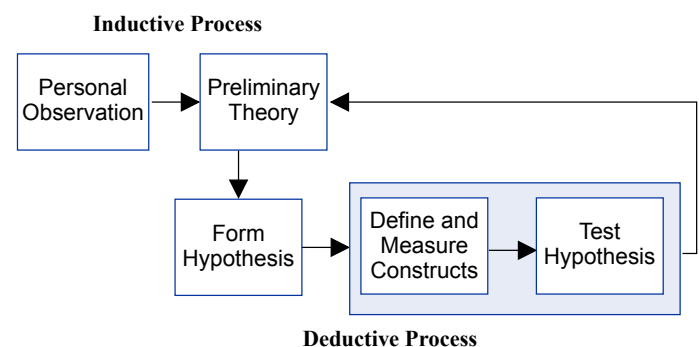 Inductive Process
Personal
Observation
Preliminary
Theory
Form
Hypothesis
Define and
Measure
Constructs
Test
Hypothesis
Deductive Process